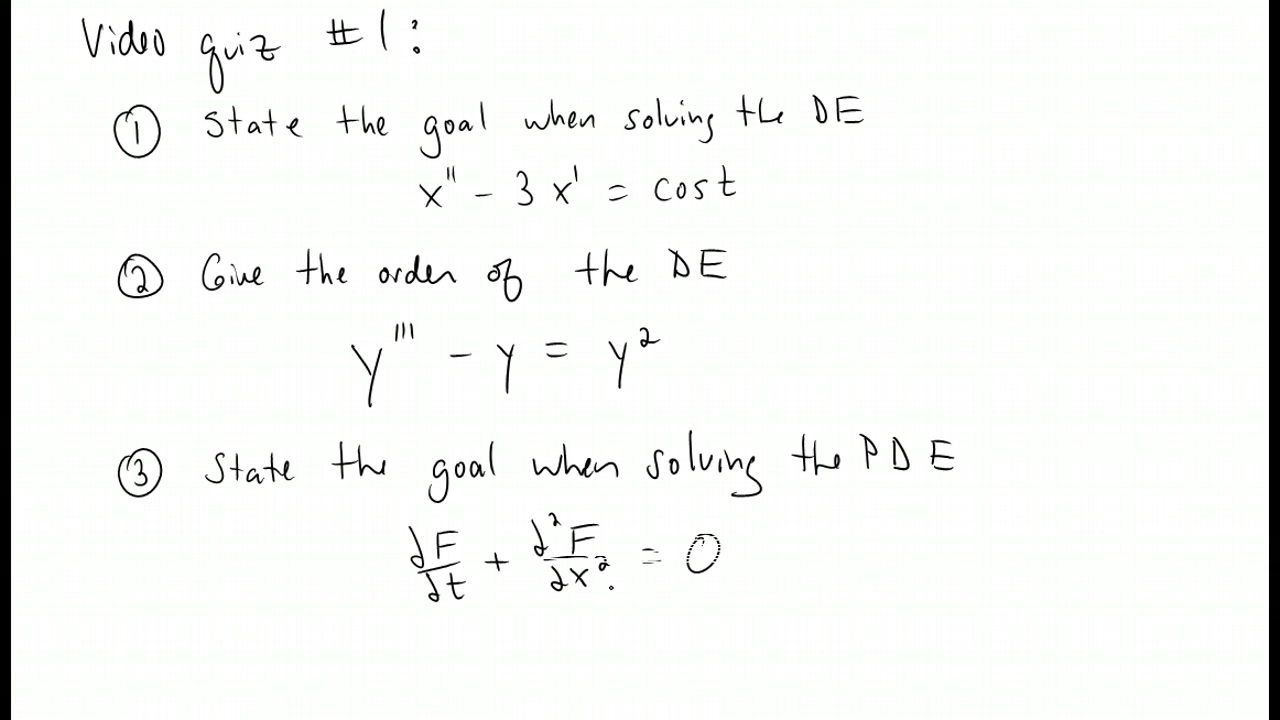 Video quiz #1:
① State the goal when solving the DE
x'' - 3x' = cos t
② Give the order of the DE
y''' - y = y²
③ State the goal when solving the PDE
∂F/∂t + ∂²F/∂x² = 0